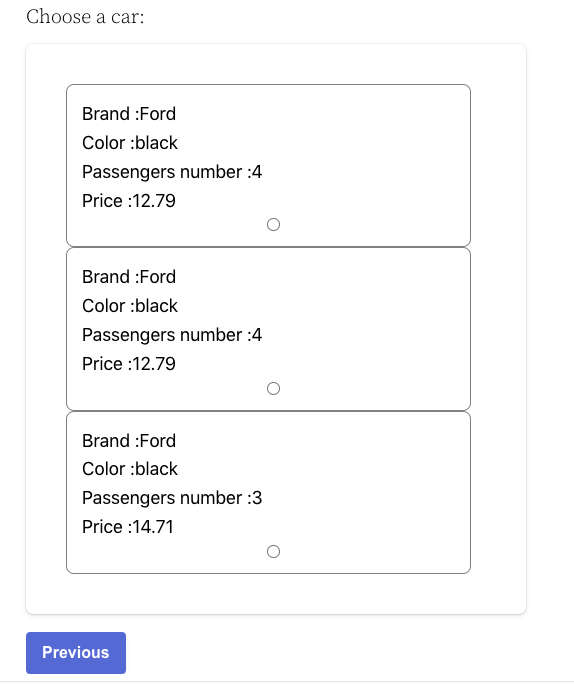 Choose a car:
Brand :Ford
Color :black
Passengers number :4
Price :12.79
Brand :Ford
Color :black
Passengers number :4
Price :12.79
Brand :Ford
Color :black
Passengers number :3
Price :14.71
Previous